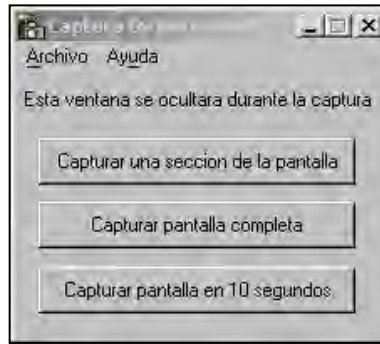 Captura
Archivo Ayuda
Esta ventana se ocultara durante la captura
Capturar una seccion de la pantalla
Capturar pantalla completa
Capturar pantalla en 10 segundos